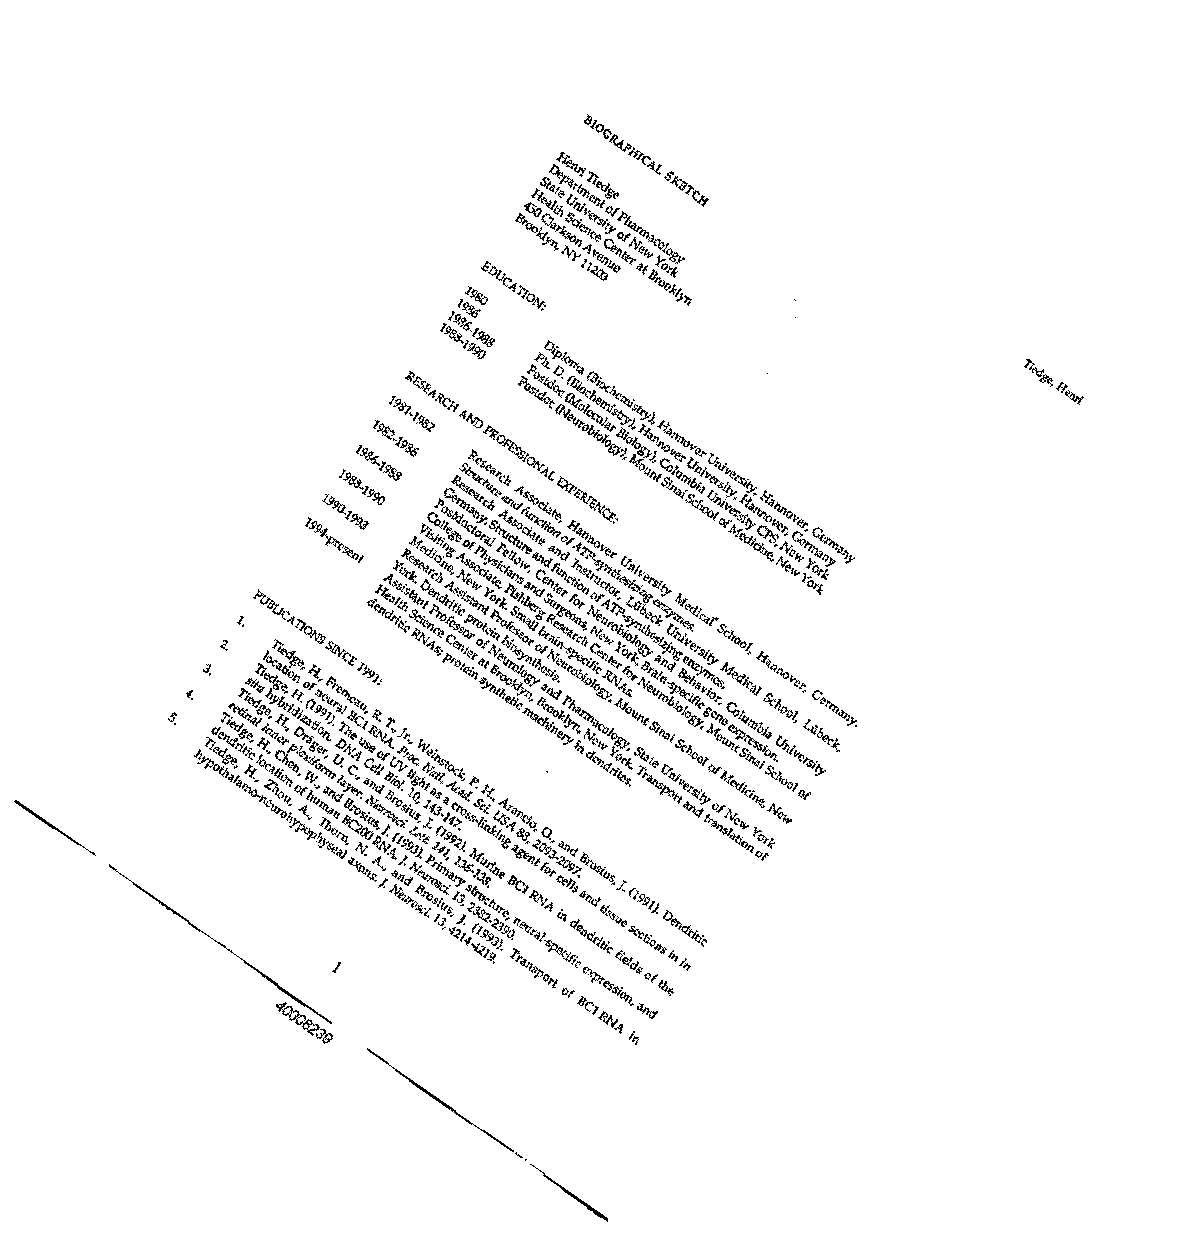 Tiedge, Henri
BIOGRAPHICAL SKETCH
Henri Tiedge
Department of Pharmacology
State University of New York
Health Science Center at Brooklyn
450 Clarkson Avenue
Brooklyn, NY 11203
EDUCATION:
1980 Diploma (Biochemistry), Hannover University, Hannover, Germany
1986 Ph. D. (Biochemistry), Hannover University, Hannover, Germany
1986-1988 Postdoc (Molecular Biology), Columbia University CPS, New York
1988-1990 Postdoc (Neurobiology), Mount Sinai School of Medicine, New York
RESEARCH AND PROFESSIONAL EXPERIENCE:
1981-1982 Research Associate, Hannover University Medical School, Hannover, Germany.
Structure and function of ATP-synthesizing enzymes.
1982-1986 Research Associate and Instructor, Lübeck University Medical School, Lübeck,
Germany. Structure and function of ATP-synthesizing enzymes.
1986-1988 Postdoctoral Fellow, Center for Neurobiology and Behavior, Columbia University
College of Physicians and Surgeons, New York. Brain-specific gene expression.
1988-1990 Visiting Associate, Fishberg Research Center for Neurobiology, Mount Sinai School of
Medicine, New York. Small brain-specific RNAs.
1990-1993 Research Assistant Professor of Neurobiology, Mount Sinai School of Medicine, New
York. Dendritic protein biosynthesis.
1994-present Assistant Professor of Neurology and Pharmacology, State University of New York
Health Science Center at Brooklyn, Brooklyn, New York. Transport and translation of
dendritic RNAs; protein synthetic machinery in dendrites.
PUBLICATIONS SINCE 1991:
1. Tiedge, H., Fremeau, R. T., Jr., Weinstock, P. H., Arancio, O., and Brosius, J. (1991). Dendritic
location of neural BC1 RNA. Proc. Natl. Acad. Sci. USA 88, 2093-2097.
2. Tiedge, H. (1991). The use of UV light as a cross-linking agent for cells and tissue sections in in
situ hybridization. DNA Cell Biol. 10, 143-147.
3. Tiedge, H., Dräger, U. C., and Brosius, J. (1992). Murine BC1 RNA in dendritic fields of the
retinal inner plexiform layer. Neurosci. Lett. 141, 136-138.
4. Tiedge, H., Chen, W., and Brosius, J. (1993). Primary structure, neural-specific expression, and
dendritic location of human BC200 RNA. J. Neurosci. 13, 2382-2390.
5. Tiedge, H., Zhou, A., Thorn, N. A., and Brosius, J. (1993). Transport of BC1 RNA in
hypothalamo-neurohypophyseal axons. J. Neurosci. 13, 4214-4219.
1
40008239